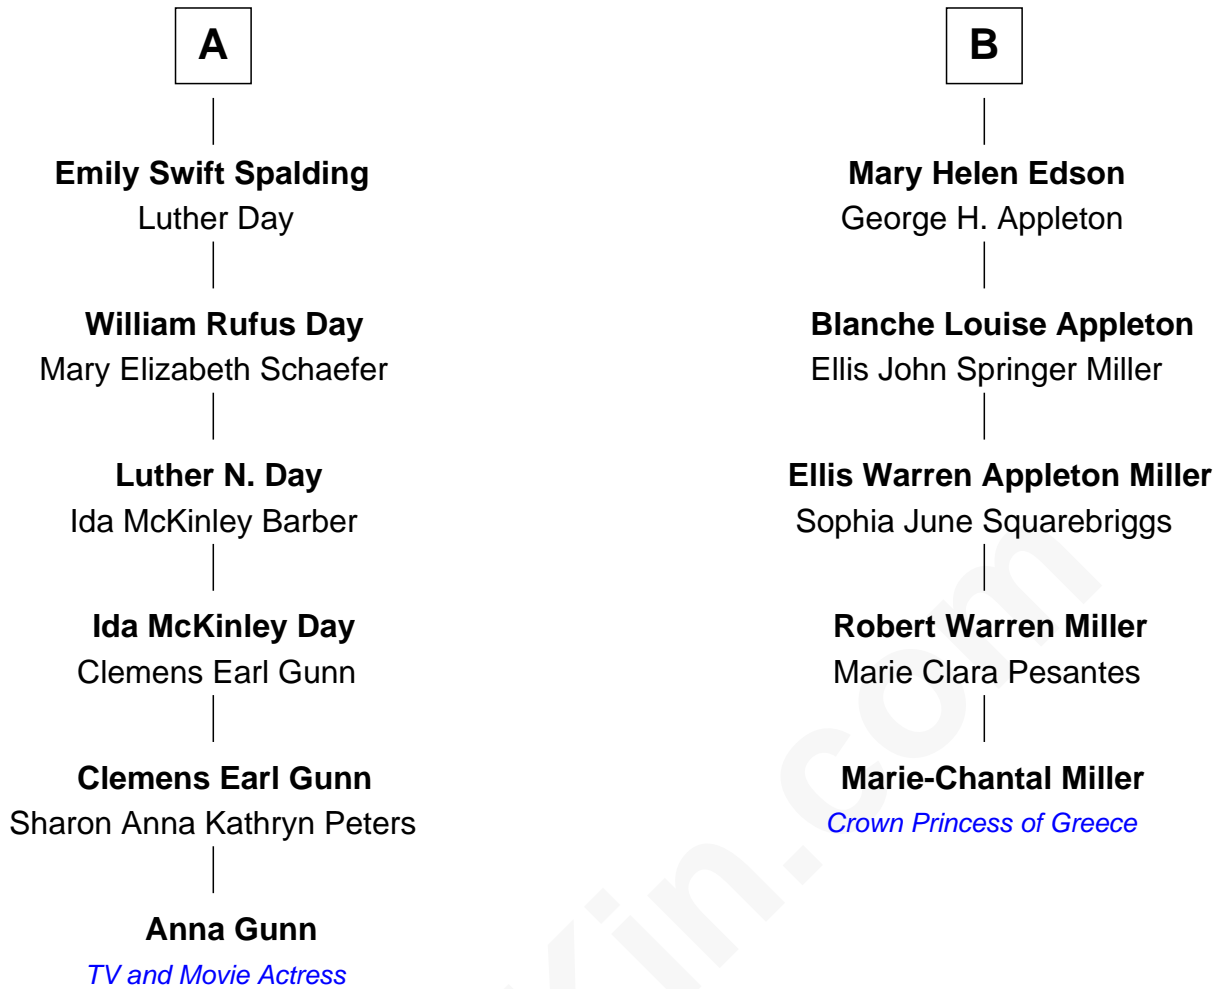 A
Emily Swift Spalding
Luther Day
William Rufus Day
Mary Elizabeth Schaefer
Luther N. Day
Ida McKinley Barber
Ida McKinley Day
Clemens Earl Gunn
Clemens Earl Gunn
Sharon Anna Kathryn Peters
Anna Gunn
TV and Movie Actress
B
Mary Helen Edson
George H. Appleton
Blanche Louise Appleton
Ellis John Springer Miller
Ellis Warren Appleton Miller
Sophia June Squarebriggs
Robert Warren Miller
Marie Clara Pesantes
Marie-Chantal Miller
Crown Princess of Greece
Kin.com